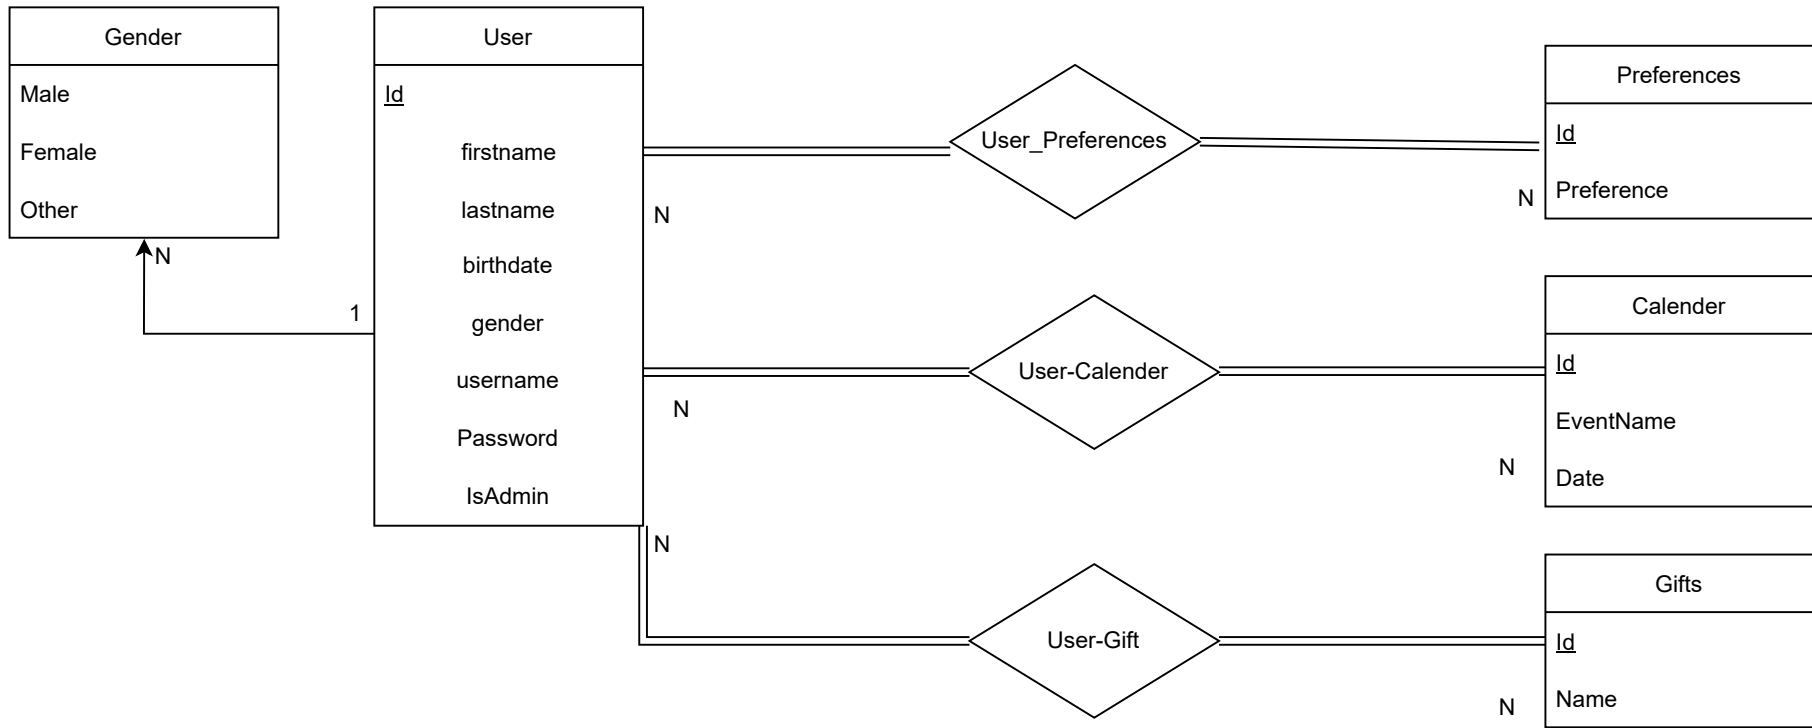 Gender
Male
Female
Other
N
1
User
Id
firstname
lastname
birthdate
gender
username
Password
IsAdmin
N
User_Preferences
N
Preferences
Id
Preference
N
User-Calender
N
Calender
Id
EventName
Date
N
User-Gift
N
Gifts
Id
Name